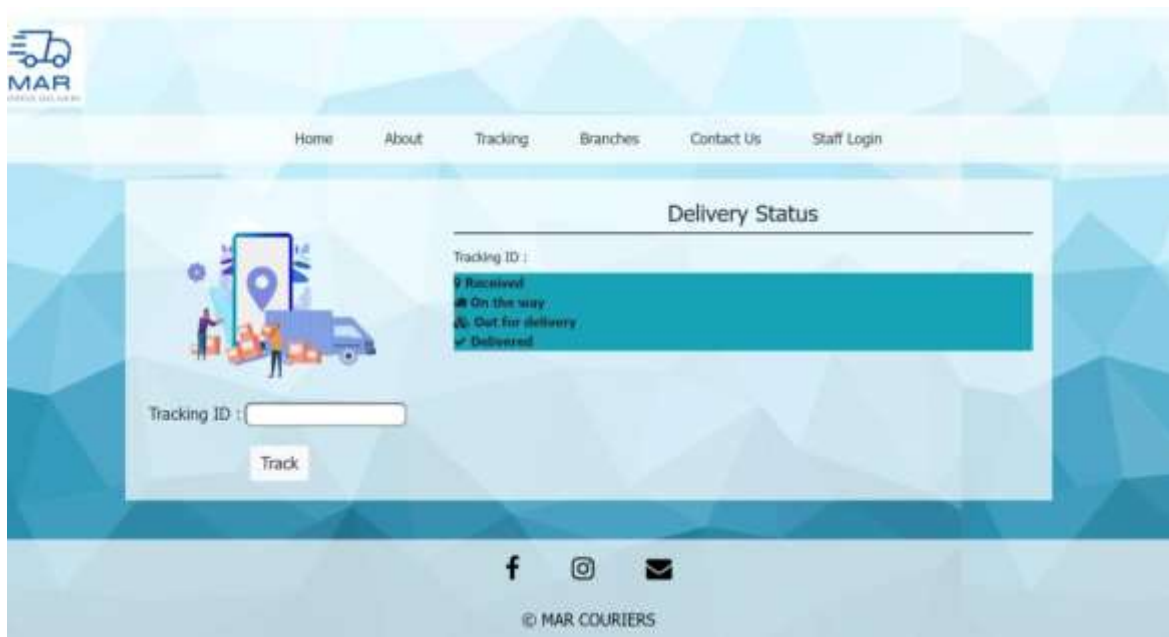 MAR
Home About Tracking Branches Contact Us Staff Login
Delivery Status
Tracking ID :
Received
On the way
Out for delivery
Delivered
Tracking ID :
Track
© MAR COURIERS